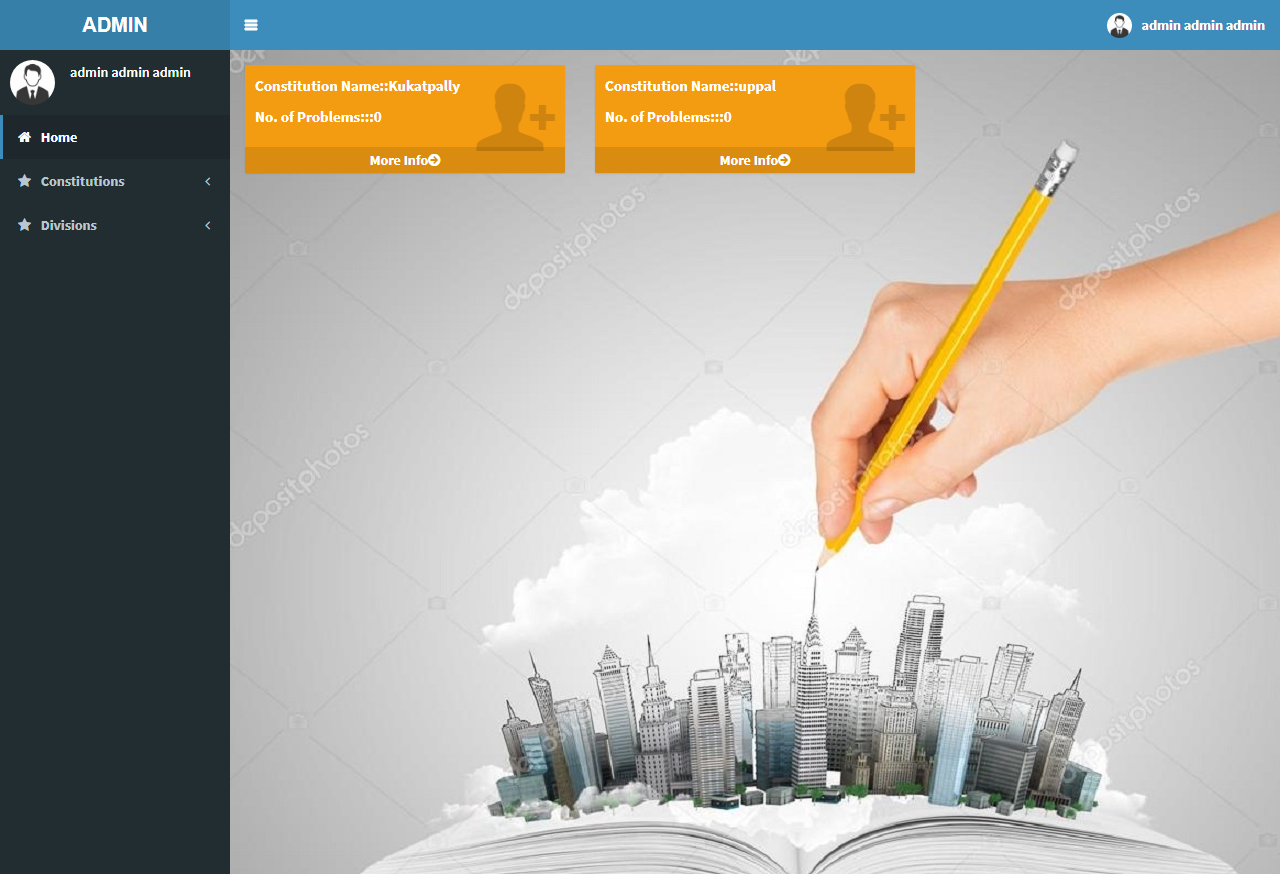 ADMIN
admin admin admin
admin admin admin
Home
Constitutions
Divisions
Constitution Name::Kukatpally
No. of Problems:::0
More Info
Constitution Name::uppal
No. of Problems:::0
More Info
depositphotos
depositphotos
depositphotos
depositphotos
depositphotos
depositphotos